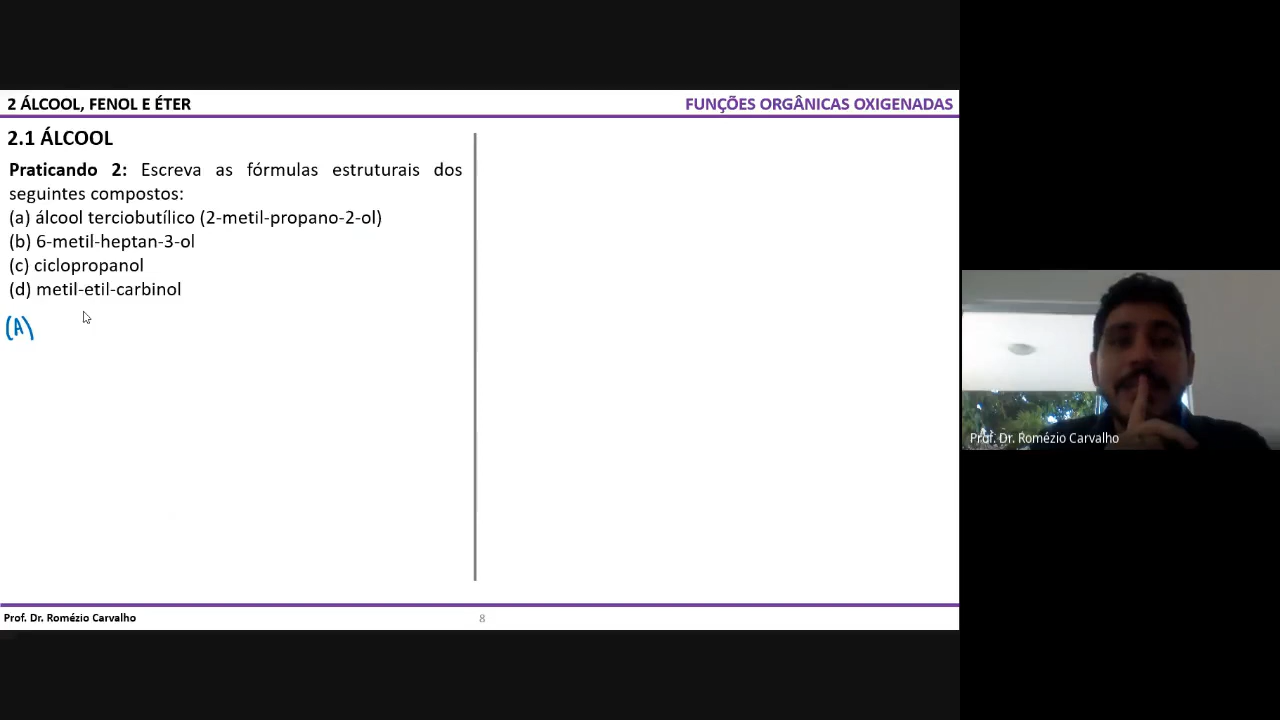 2 ÁLCOOL, FENOL E ÉTER
FUNÇÕES ORGÂNICAS OXIGENADAS
2.1 ÁLCOOL
Praticando 2: Escreva as fórmulas estruturais dos
seguintes compostos:
(a) álcool terciobutílico (2-metil-propano-2-ol)
(b) 6-metil-heptan-3-ol
(c) ciclopropanol
(d) metil-etil-carbinol
(A)
Prof. Dr. Romézio Carvalho
8
Prof. Dr. Romézio Carvalho